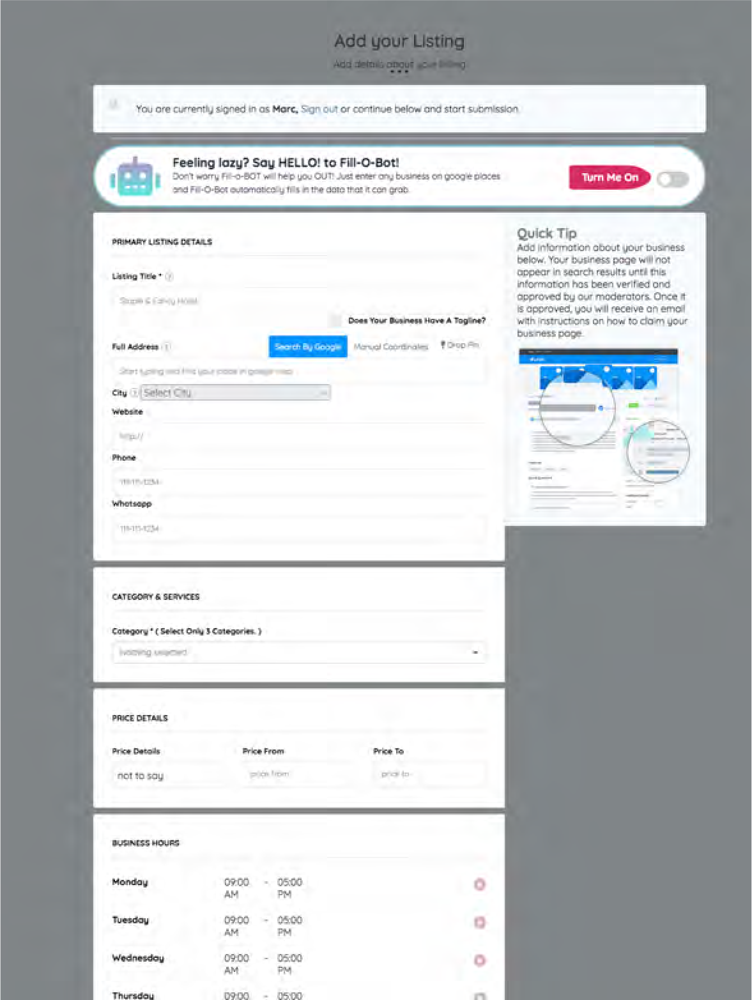 Add your Listing
Add details about your listing
You are currently signed in as Marc, Sign out or continue below and start submission.
Feeling lazy? Say HELLO! to Fill-O-Bot!
Don't worry Fill-o-BOT will help you OUT! Just enter any business on google places
and Fill-O-Bot automatically fills in the data that it can grab.
Turn Me On
PRIMARY LISTING DETAILS
Listing Title *
Staple & Fancy Hotel
Does Your Business Have A Tagline?
Full Address
Search By Google
Manual Coordinates
Drop Pin
Start typing and find your place in google map
City
Select City
Website
http://
Phone
111-111-1234
Whatsapp
111-111-1234
Quick Tip
Add information about your business
below. Your business page will not
appear in search results until this
information has been verified and
approved by our moderators. Once it
is approved, you will receive an email
with instructions on how to claim your
business page.
CATEGORY & SERVICES
Category * ( Select Only 3 Categories. )
Nothing selected
PRICE DETAILS
Price Details
Price From
Price To
not to say
price from
price to
BUSINESS HOURS
Monday 09:00 AM - 05:00 PM
Tuesday 09:00 AM - 05:00 PM
Wednesday 09:00 AM - 05:00 PM
Thursday 09:00 05:00